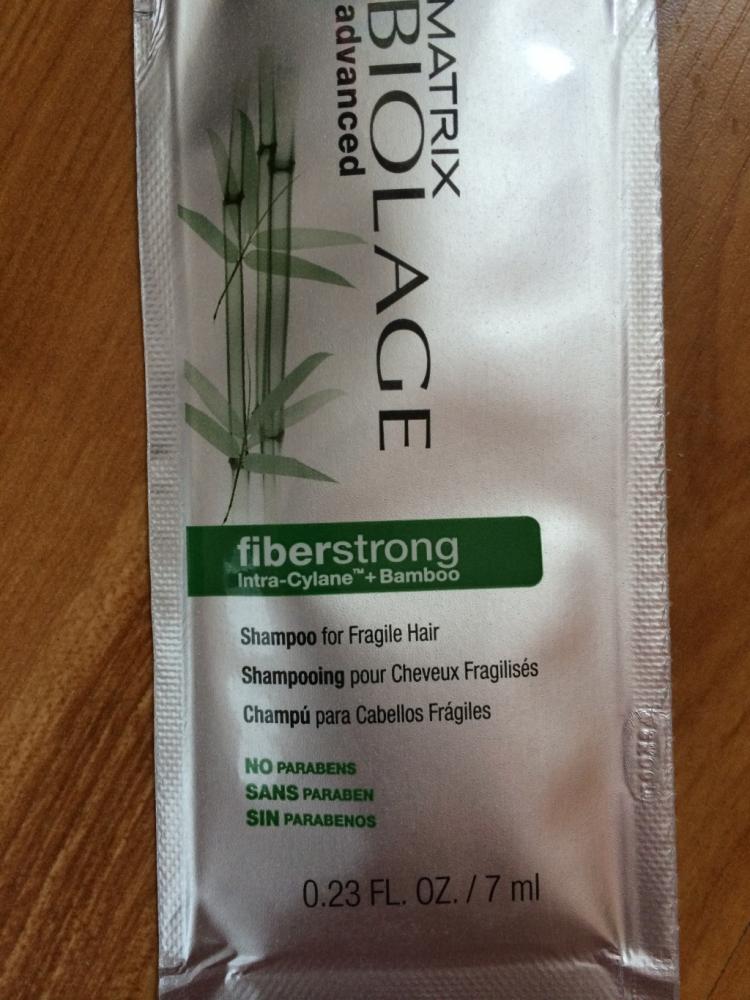 MATRIX
BIOLAGE
advanced
fiberstrong
Intra-Cylane™+Bamboo
Shampoo for Fragile Hair
Shampooing pour Cheveux Fragilisés
Champú para Cabellos Frágiles
NO PARABENS
SANS PARABEN
SIN PARABENOS
0.23 FL. OZ. / 7 ml